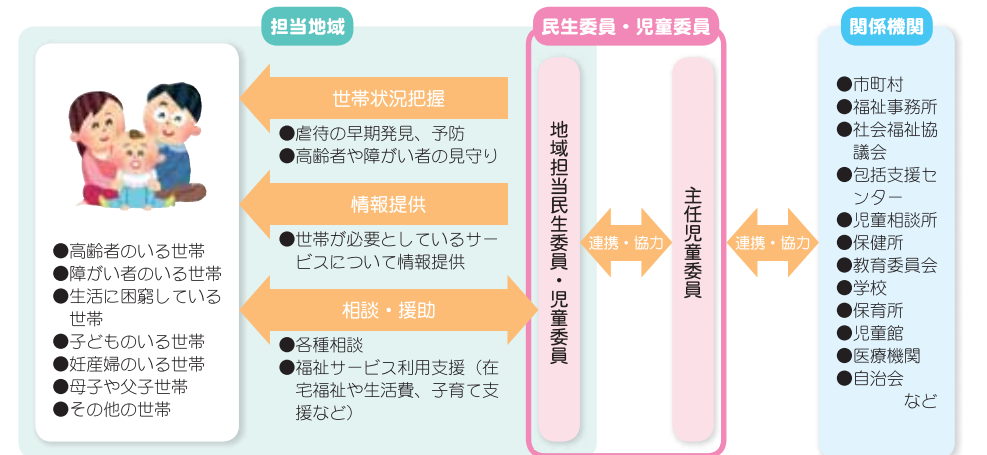 担当地域
民生委員・児童委員
関係機関
●高齢者のいる世帯
●障がい者のいる世帯
●生活に困窮している
世帯
●子どものいる世帯
●妊産婦のいる世帯
●母子や父子世帯
●その他の世帯
世帯状況把握
●虐待の早期発見、予防
●高齢者や障がい者の見守り
情報提供
●世帯が必要としているサー
ビスについて情報提供
相談・援助
●各種相談
●福祉サービス利用支援（在
宅福祉や生活費、子育て支
援など）
地域担当民生委員・児童委員
連携・協力
主任児童委員
連携・協力
●市町村
●福祉事務所
●社会福祉協
議会
●包括支援セ
ンター
●児童相談所
●保健所
●教育委員会
●学校
●保育所
●児童館
●医療機関
●自治会
など